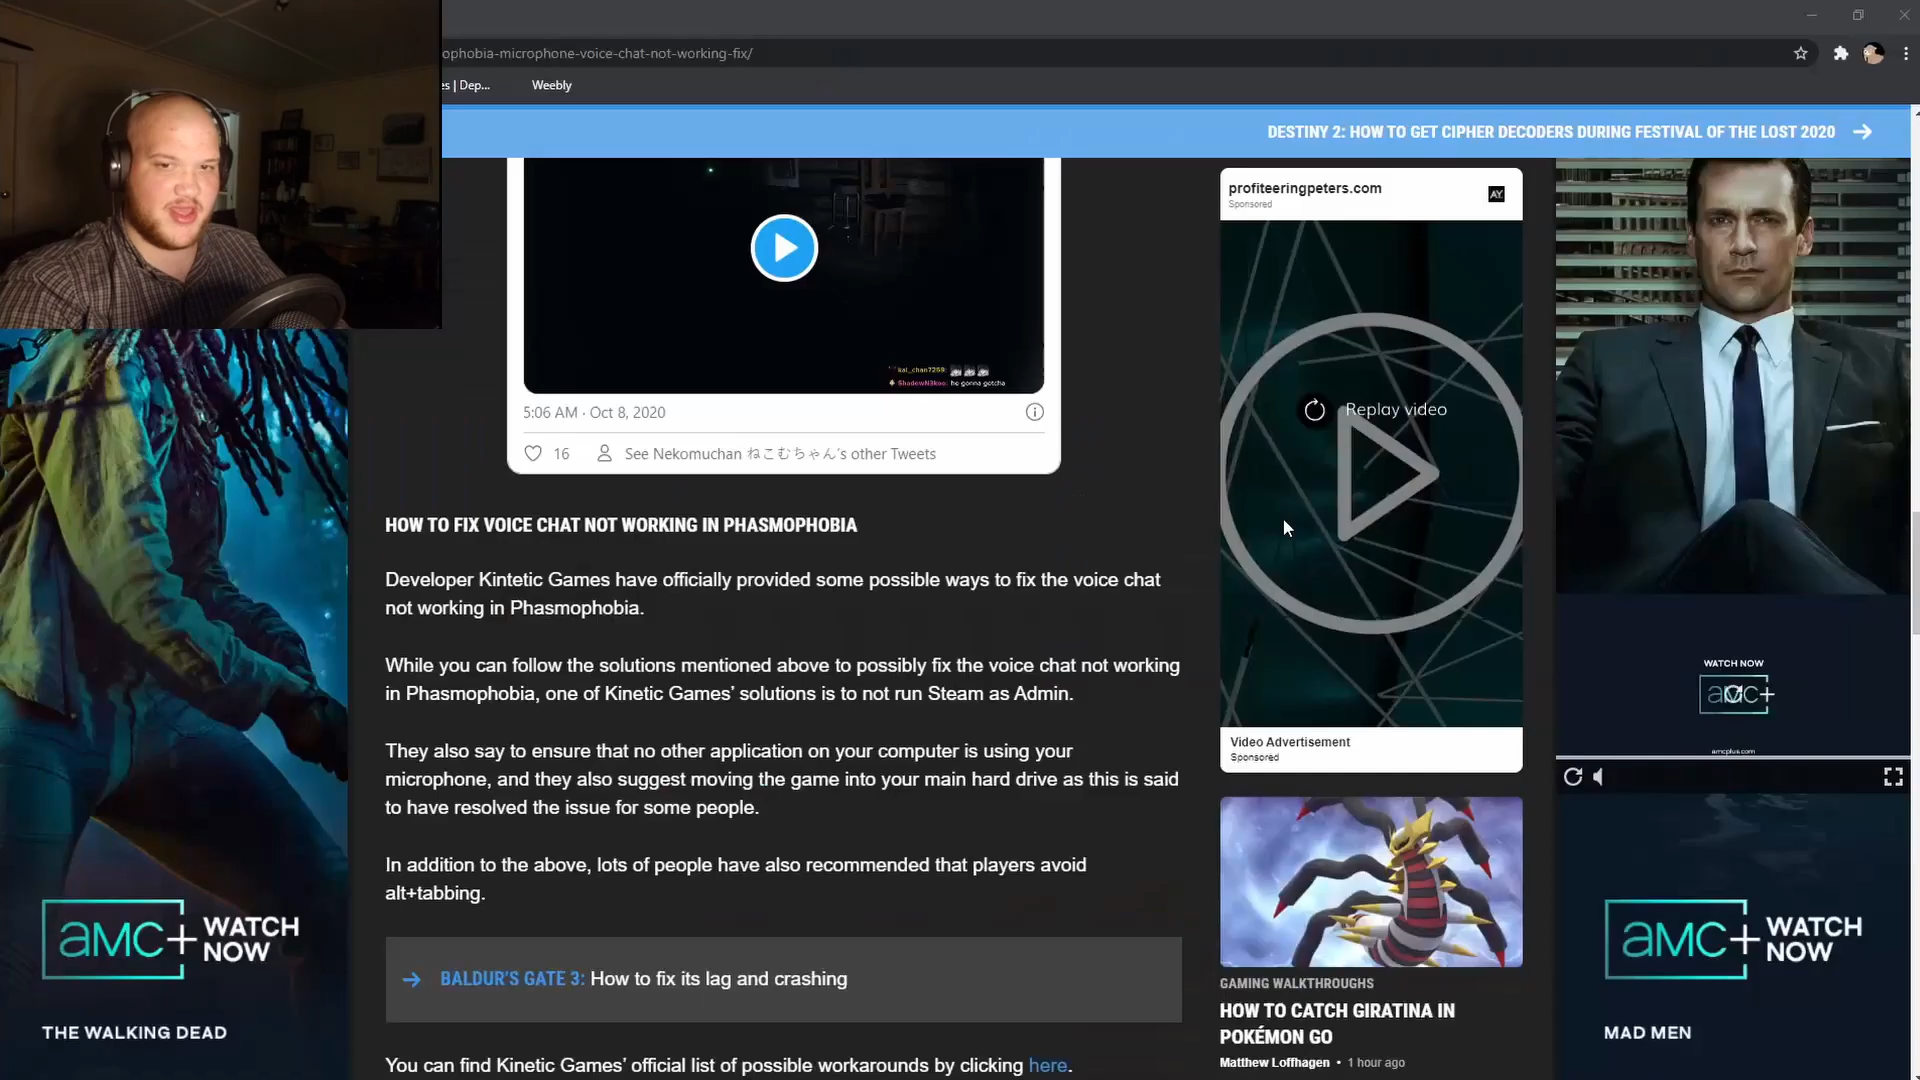 ophobia-microphone-voice-chat-not-working-fix/
es | Dep...
Weebly
DESTINY 2: HOW TO GET CIPHER DECODERS DURING FESTIVAL OF THE LOST 2020
kai_chan7259:
ShadowN3koo: he gonna gotcha
5:06 AM · Oct 8, 2020
16
See Nekomuchan ねこむちゃん's other Tweets
HOW TO FIX VOICE CHAT NOT WORKING IN PHASMOPHOBIA
Developer Kintetic Games have officially provided some possible ways to fix the voice chat
not working in Phasmophobia.
While you can follow the solutions mentioned above to possibly fix the voice chat not working
in Phasmophobia, one of Kinetic Games' solutions is to not run Steam as Admin.
They also say to ensure that no other application on your computer is using your
microphone, and they also suggest moving the game into your main hard drive as this is said
to have resolved the issue for some people.
In addition to the above, lots of people have also recommended that players avoid
alt+tabbing.
BALDUR'S GATE 3: How to fix its lag and crashing
You can find Kinetic Games' official list of possible workarounds by clicking here.
profiteeringpeters.com
Sponsored
AY
Replay video
Video Advertisement
Sponsored
GAMING WALKTHROUGHS
HOW TO CATCH GIRATINA IN
POKÉMON GO
Matthew Loffhagen • 1 hour ago
WATCH NOW
amc+
amcplus.com
aMC+ WATCH
NOW
THE WALKING DEAD
aMC+ WATCH
NOW
MAD MEN